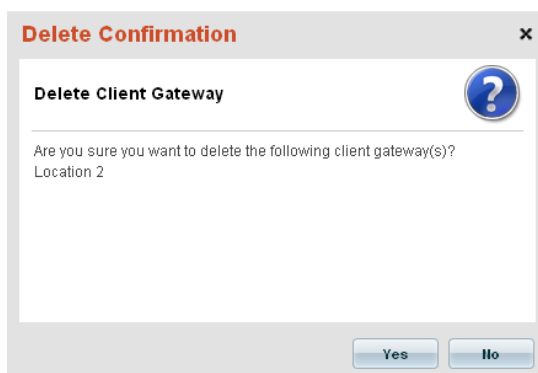 Delete Confirmation
Delete Client Gateway
Are you sure you want to delete the following client gateway(s)?
Location 2
Yes No